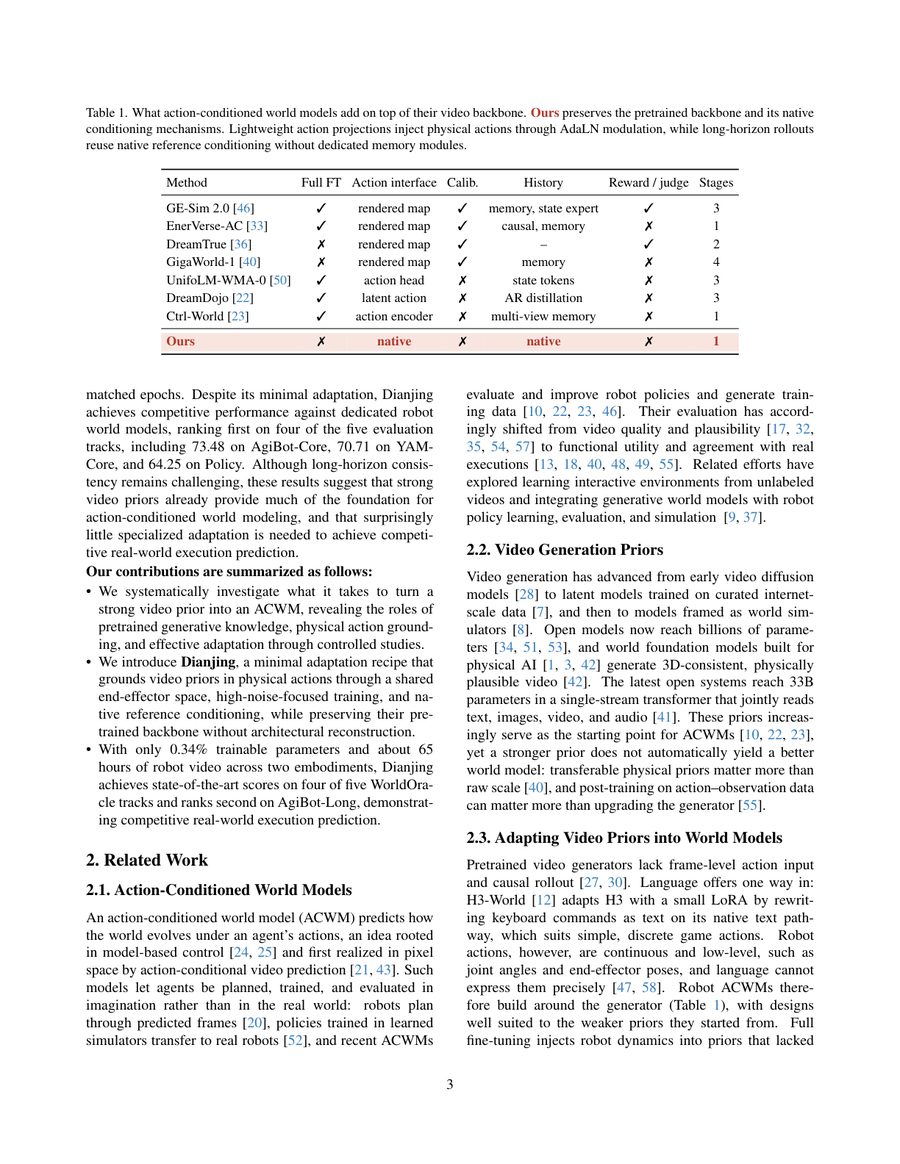 Table 1. What action-conditioned world models add on top of their video backbone. Ours preserves the pretrained backbone and its native
conditioning mechanisms. Lightweight action projections inject physical actions through AdaLN modulation, while long-horizon rollouts
reuse native reference conditioning without dedicated memory modules.
Method Full FT Action interface Calib. History Reward / judge Stages
GE-Sim 2.0 [46] ✓ rendered map ✓ memory, state expert ✓ 3
EnerVerse-AC [33] ✓ rendered map ✓ causal, memory ✗ 1
DreamTrue [36] ✗ rendered map ✓ – ✓ 2
GigaWorld-1 [40] ✗ rendered map ✓ memory ✗ 4
UnifoLM-WMA-0 [50] ✓ action head ✗ state tokens ✗ 3
DreamDojo [22] ✓ latent action ✗ AR distillation ✗ 3
Ctrl-World [23] ✓ action encoder ✗ multi-view memory ✗ 1
Ours ✗ native ✗ native ✗ 1
matched epochs. Despite its minimal adaptation, Dianjing
achieves competitive performance against dedicated robot
world models, ranking first on four of the five evaluation
tracks, including 73.48 on AgiBot-Core, 70.71 on YAM-
Core, and 64.25 on Policy. Although long-horizon consis-
tency remains challenging, these results suggest that strong
video priors already provide much of the foundation for
action-conditioned world modeling, and that surprisingly
little specialized adaptation is needed to achieve competi-
tive real-world execution prediction.
Our contributions are summarized as follows:
• We systematically investigate what it takes to turn a
strong video prior into an ACWM, revealing the roles of
pretrained generative knowledge, physical action ground-
ing, and effective adaptation through controlled studies.
• We introduce Dianjing, a minimal adaptation recipe that
grounds video priors in physical actions through a shared
end-effector space, high-noise-focused training, and na-
tive reference conditioning, while preserving their pre-
trained backbone without architectural reconstruction.
• With only 0.34% trainable parameters and about 65
hours of robot video across two embodiments, Dianjing
achieves state-of-the-art scores on four of five WorldOra-
cle tracks and ranks second on AgiBot-Long, demonstrat-
ing competitive real-world execution prediction.
2. Related Work
2.1. Action-Conditioned World Models
An action-conditioned world model (ACWM) predicts how
the world evolves under an agent's actions, an idea rooted
in model-based control [24, 25] and first realized in pixel
space by action-conditional video prediction [21, 43]. Such
models let agents be planned, trained, and evaluated in
imagination rather than in the real world: robots plan
through predicted frames [20], policies trained in learned
simulators transfer to real robots [52], and recent ACWMs
evaluate and improve robot policies and generate train-
ing data [10, 22, 23, 46]. Their evaluation has accord-
ingly shifted from video quality and plausibility [17, 32,
35, 54, 57] to functional utility and agreement with real
executions [13, 18, 40, 48, 49, 55]. Related efforts have
explored learning interactive environments from unlabeled
videos and integrating generative world models with robot
policy learning, evaluation, and simulation [9, 37].
2.2. Video Generation Priors
Video generation has advanced from early video diffusion
models [28] to latent models trained on curated internet-
scale data [7], and then to models framed as world sim-
ulators [8]. Open models now reach billions of parame-
ters [34, 51, 53], and world foundation models built for
physical AI [1, 3, 42] generate 3D-consistent, physically
plausible video [42]. The latest open systems reach 33B
parameters in a single-stream transformer that jointly reads
text, images, video, and audio [41]. These priors increas-
ingly serve as the starting point for ACWMs [10, 22, 23],
yet a stronger prior does not automatically yield a better
world model: transferable physical priors matter more than
raw scale [40], and post-training on action–observation data
can matter more than upgrading the generator [55].
2.3. Adapting Video Priors into World Models
Pretrained video generators lack frame-level action input
and causal rollout [27, 30]. Language offers one way in:
H3-World [12] adapts H3 with a small LoRA by rewrit-
ing keyboard commands as text on its native text path-
way, which suits simple, discrete game actions. Robot
actions, however, are continuous and low-level, such as
joint angles and end-effector poses, and language cannot
express them precisely [47, 58]. Robot ACWMs there-
fore build around the generator (Table 1), with designs
well suited to the weaker priors they started from. Full
fine-tuning injects robot dynamics into priors that lacked
3